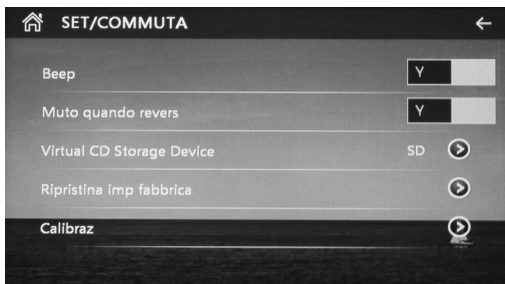 SET/COMMUTA
Beep Y
Muto quando revers Y
Virtual CD Storage Device SD
Ripristina imp fabbrica
Calibraz